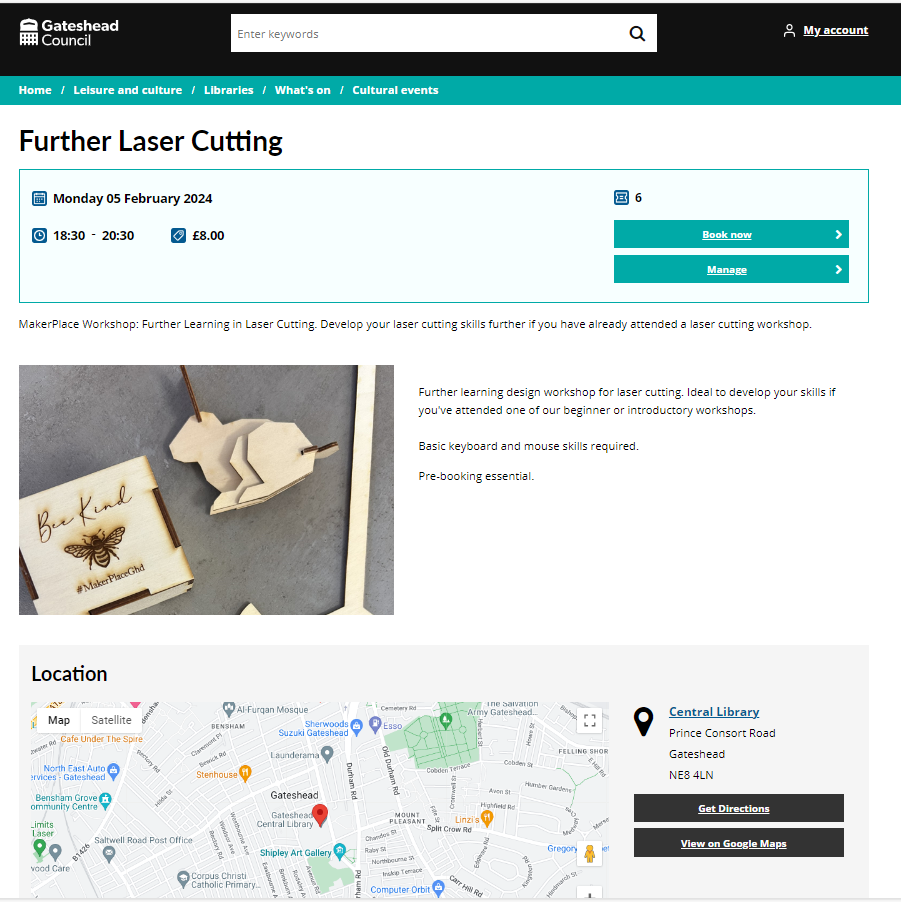 Gateshead
Council
Enter keywords
My account
Home / Leisure and culture / Libraries / What's on / Cultural events
Further Laser Cutting
Monday 05 February 2024
6
18:30 - 20:30 £8.00
Book now
Manage
MakerPlace Workshop: Further Learning in Laser Cutting. Develop your laser cutting skills further if you have already attended a laser cutting workshop.
Bee Kind
#MakerPlaceGhd
Further learning design workshop for laser cutting. Ideal to develop your skills if
you've attended one of our beginner or introductory workshops.
Basic keyboard and mouse skills required.
Pre-booking essential.
Location
Map Satellite
Al-Furqan Mosque
Cemetery Rd
The Salvation
Army Gateshead...
BENSHAM
Sherwoods
Suzuki Gateshead
Esso
Cafe Under The Spire
Claremont Pl
Launderama
Old Durham Rd
FELLING SHOR
North East Auto
ervices - Gateshead
Stenhouse
Durham Rd
Cobden Terrace
Cobden St
Hamber Gardens
Avon St
Bensham Grove
ommunity Centre
Gateshead
Highfield Rd
Gateshead
Central Library
MOUNT
PLEASANT
Linzi's
Split Crow Rd
Limits
Laser
Saltwell Road Post Office
Chandos St
B1426
Shipley Art Gallery
Raby St
Northbourne St
Gregory
wood Care
Inskip Terrace
Corpus Christi
Catholic Primary...
Computer Orbit
Carr Hill Rd
Central Library
Prince Consort Road
Gateshead
NE8 4LN
Get Directions
View on Google Maps